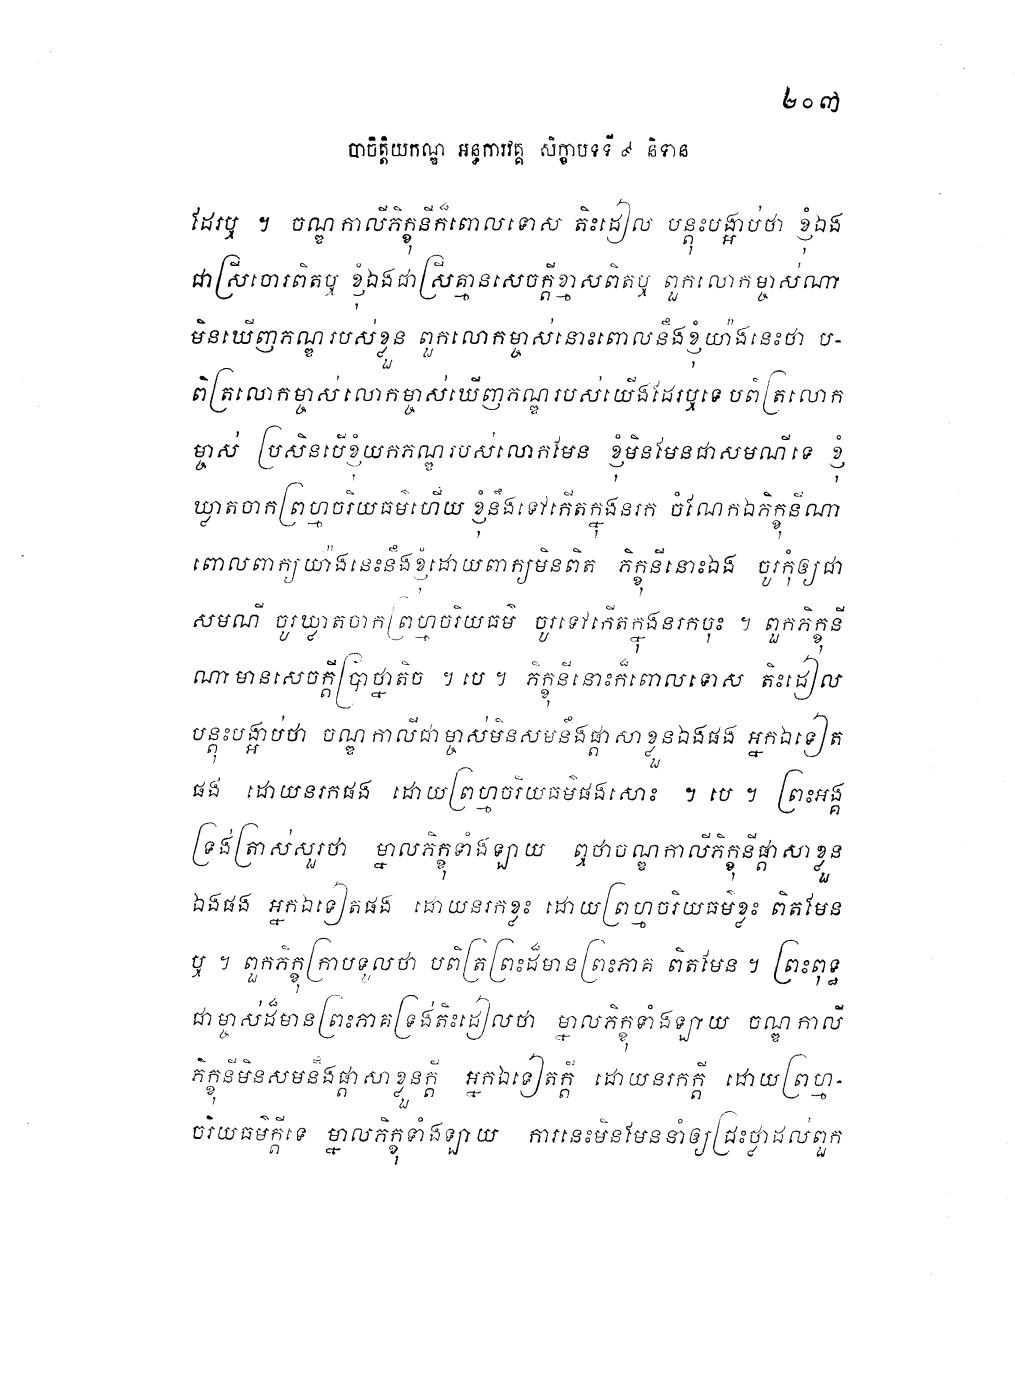 ២០៧
បាចិត្តិយកណ្ឌ អន្ធការវគ្គ សិក្ខាបទទី ៩ និទាន
ដែរឬ ។ ចណ្ឌកាលីភិក្ខុនីក៏ពោលទោស តិះដៀល បន្តុះបង្អាប់ថា ខ្ញុំឯង
ជាស្រីចោរពិតឬ ខ្ញុំឯងជាស្រីគ្មានសេចក្តីខ្មាសពិតឬ ពួកលោកម្ចាស់ណា
មិនឃើញភណ្ឌរបស់ខ្លួន ពួកលោកម្ចាស់នោះពោលនឹងខ្ញុំយ៉ាងនេះថា ប-
ពិត្រលោកម្ចាស់លោកម្ចាស់ឃើញភណ្ឌរបស់យើងដែរឬទេ បពិត្រលោក
ម្ចាស់ ប្រសិនបើខ្ញុំយកភណ្ឌរបស់លោកមែន ខ្ញុំមិនមែនជាសមណីទេ ខ្ញុំ
ឃ្លាតចាកព្រហ្មចរិយធម៌ហើយ ខ្ញុំនឹងទៅកើតក្នុងនរក ចំណែកឯភិក្ខុនីណា
ពោលពាក្យយ៉ាងនេះនឹងខ្ញុំដោយពាក្យមិនពិត ភិក្ខុនីនោះឯង ចូរកុំឲ្យជា
សមណី ចូរឃ្លាតចាកព្រហ្មចរិយធម៌ ចូរទៅកើតក្នុងនរកចុះ ។ ពួកភិក្ខុនី
ណាមានសេចក្តីប្រាថ្នាតិច ។ បេ ។ ភិក្ខុនីនោះក៏ពោលទោស តិះដៀល
បន្តុះបង្អាប់ថា ចណ្ឌកាលីជាម្ចាស់មិនសមនឹងផ្តាសាខ្លួនឯងផង អ្នកឯទៀត
ផង់ ដោយនរកផង ដោយព្រហ្មចរិយធម៌ផងសោះ ។ បេ ។ ព្រះអង្គ
ទ្រង់ត្រាស់សួរថា ម្នាលភិក្ខុទាំងឡាយ ឮថាចណ្ឌកាលីភិក្ខុនីផ្តាសាខ្លួន
ឯងផង អ្នកឯទៀតផង ដោយនរកខ្លះ ដោយព្រហ្មចរិយធម៌ខ្លះ ពិតមែន
ឬ ។ ពួកភិក្ខុក្រាបទូលថា បពិត្រព្រះដ៏មានព្រះភាគ ពិតមែន ។ ព្រះពុទ្ធ
ជាម្ចាស់ដ៏មានព្រះភាគទ្រង់តិះដៀលថា ម្នាលភិក្ខុទាំងឡាយ ចណ្ឌកាលី
ភិក្ខុនីមិនសមនឹងផ្តាសាខ្លួនក្តី អ្នកឯទៀតក្តី ដោយនរកក្តី ដោយព្រហ្ម-
ចរិយធម៌ក្តីទេ ម្នាលភិក្ខុទាំងឡាយ ការនេះមិនមែននាំឲ្យជ្រះថ្លាដល់ពួក